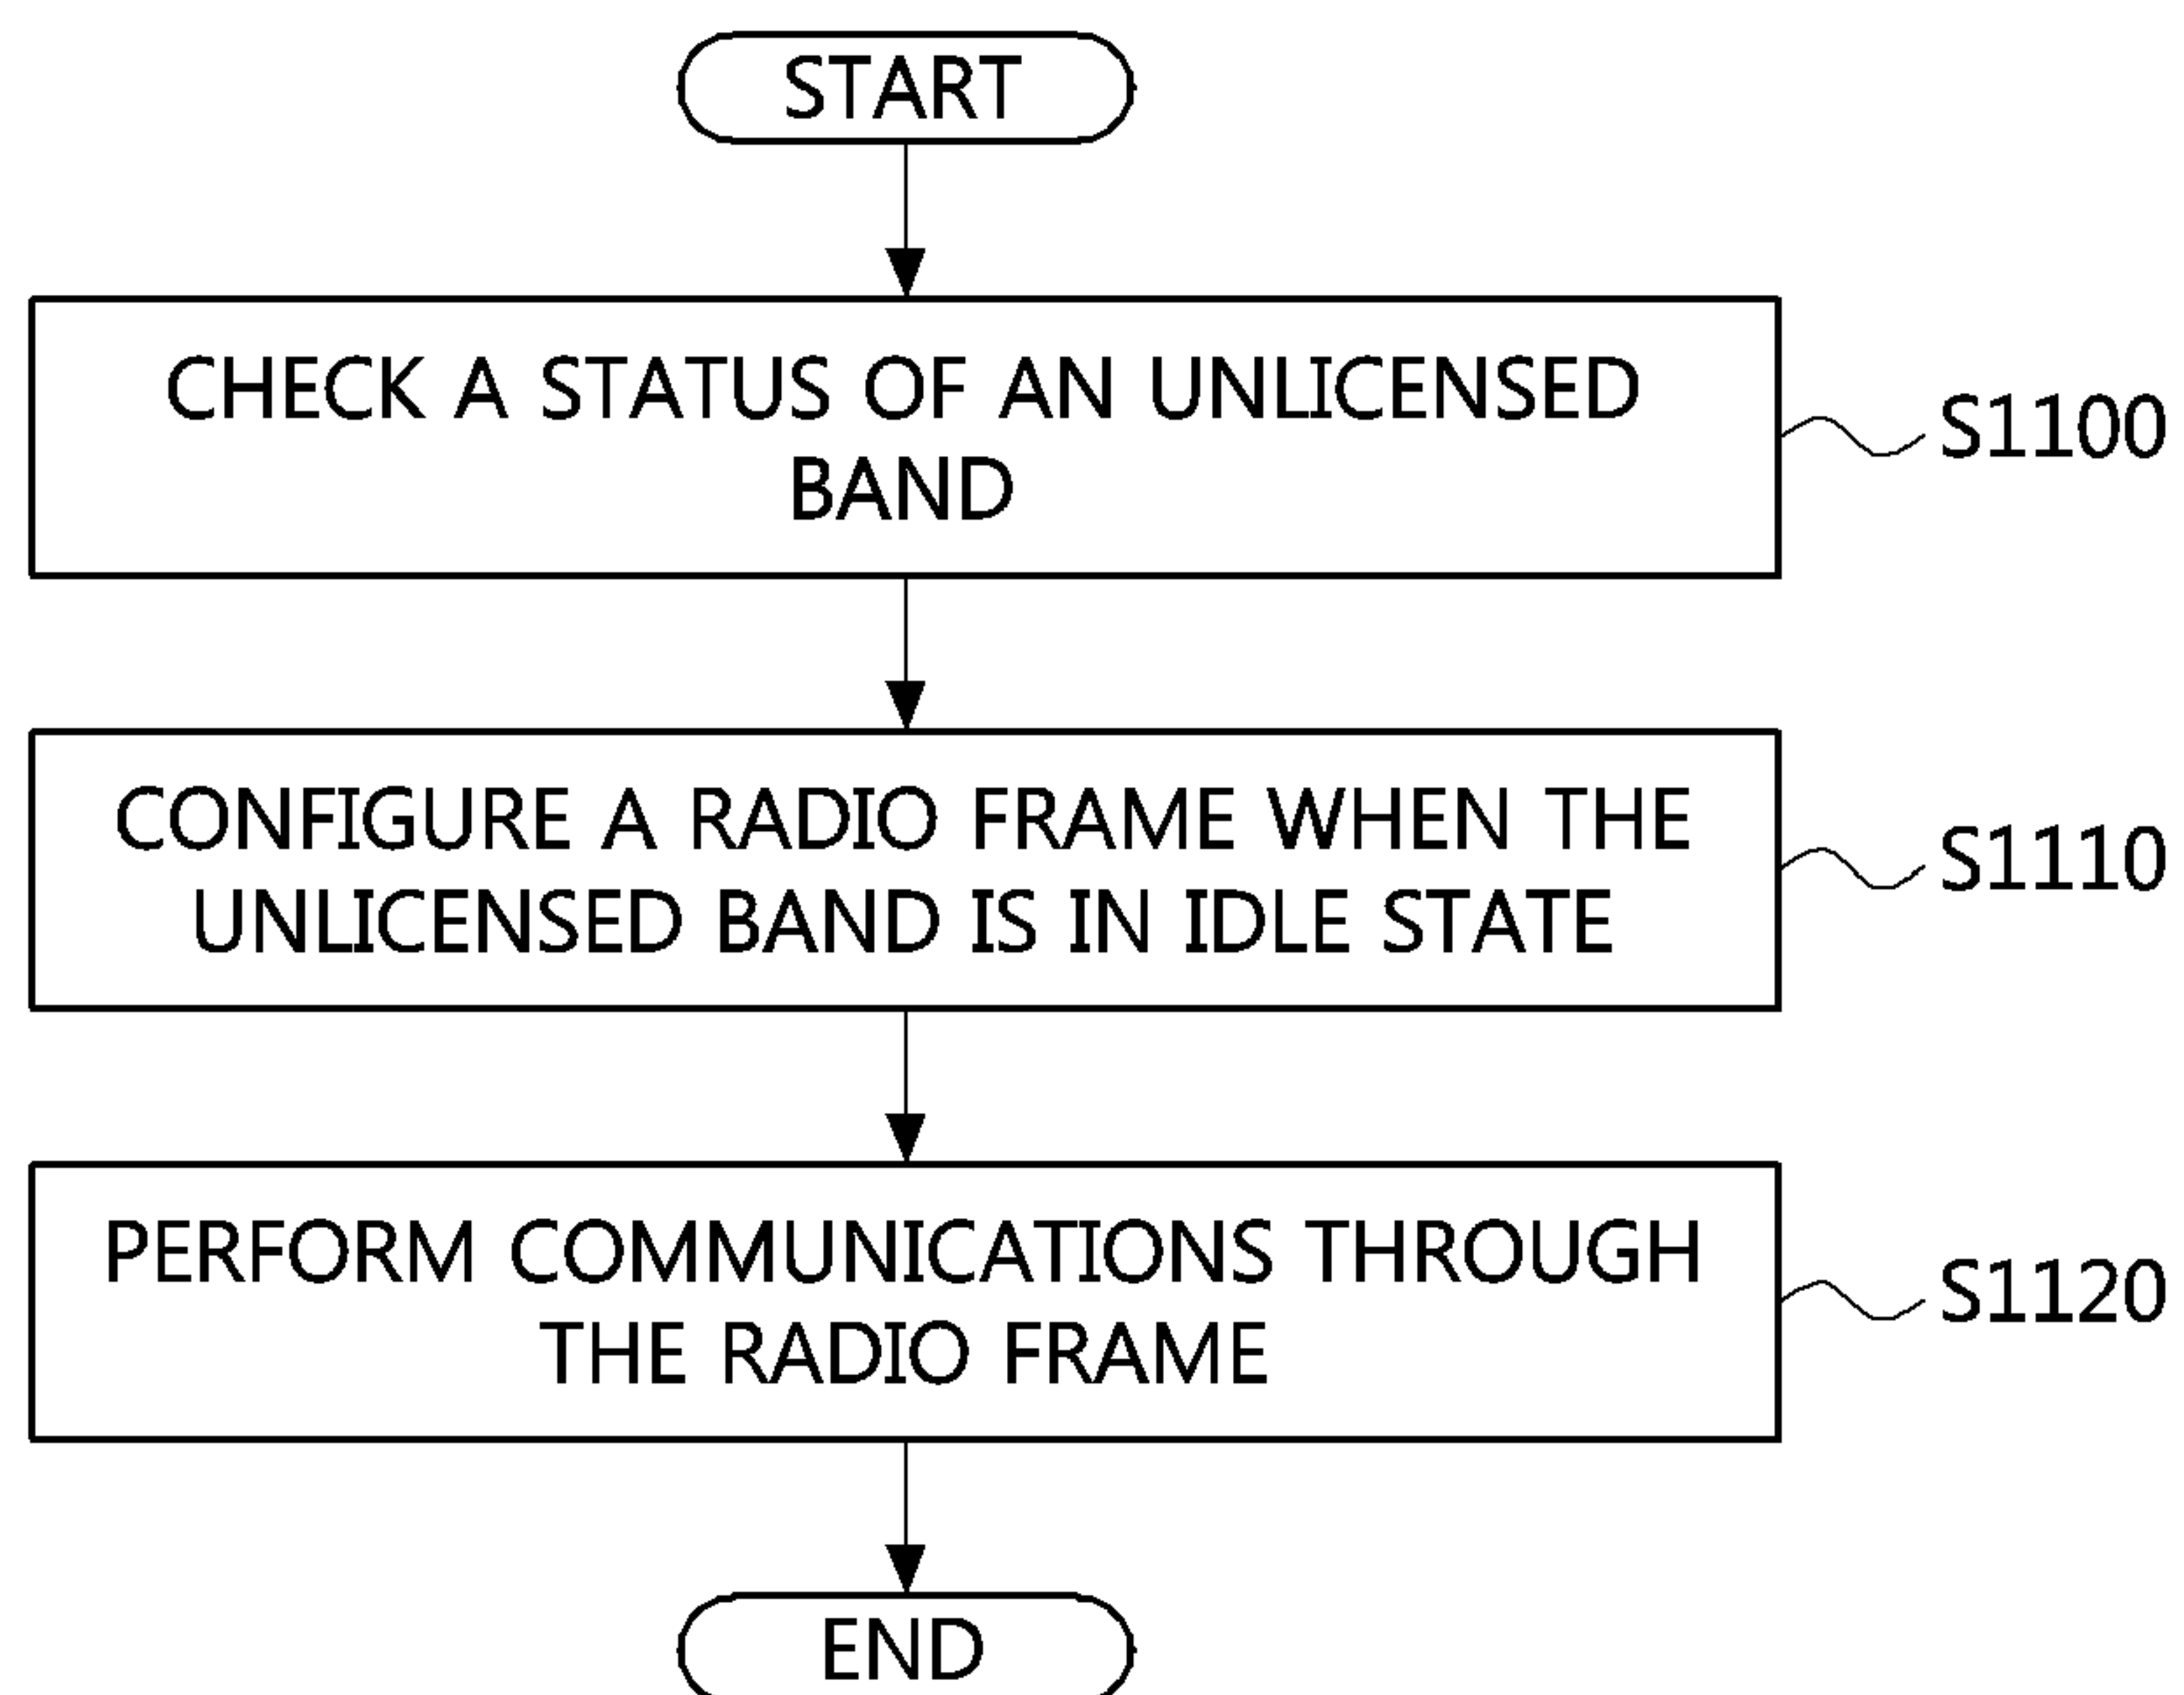 START
CHECK A STATUS OF AN UNLICENSED
BAND
S1100
CONFIGURE A RADIO FRAME WHEN THE
UNLICENSED BAND IS IN IDLE STATE
S1110
PERFORM COMMUNICATIONS THROUGH
THE RADIO FRAME
S1120
END